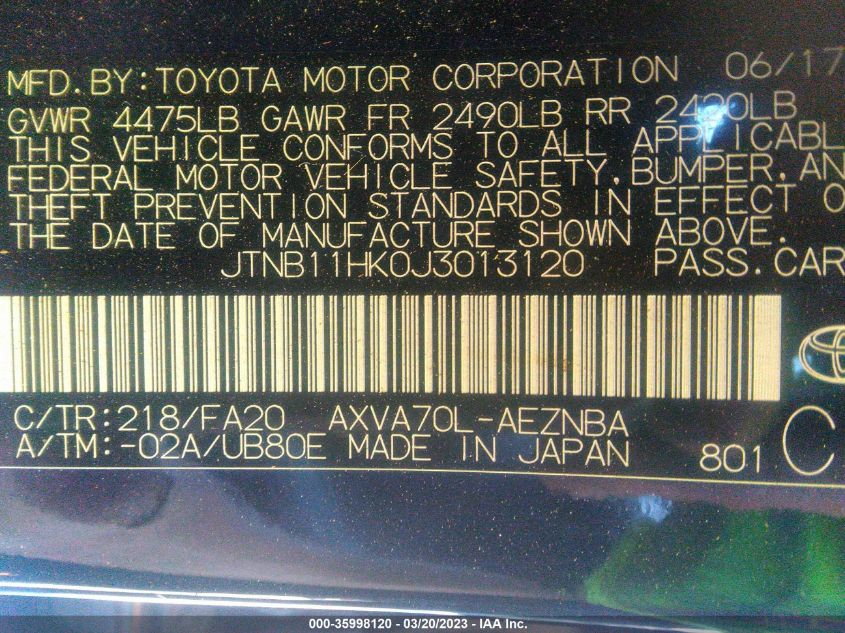 MFD.BY:TOYOTA MOTOR CORPORATION 06/17
GVWR 4475LB GAWR FR 2490LB RR 2420LB
THIS VEHICLE CONFORMS TO ALL APPLICABL
FEDERAL MOTOR VEHICLE SAFETY,BUMPER,AN
THEFT PREVENTION STANDARDS IN EFFECT O
THE DATE OF MANUFACTURE SHOWN ABOVE.
JTNB11HK0J3013120 PASS.CAR
C/TR:218/FA20 AXVA70L-AEZNBA C
A/TM:-02A/UB80E MADE IN JAPAN 801
000-35998120 - 03/20/2023 - IAA Inc.